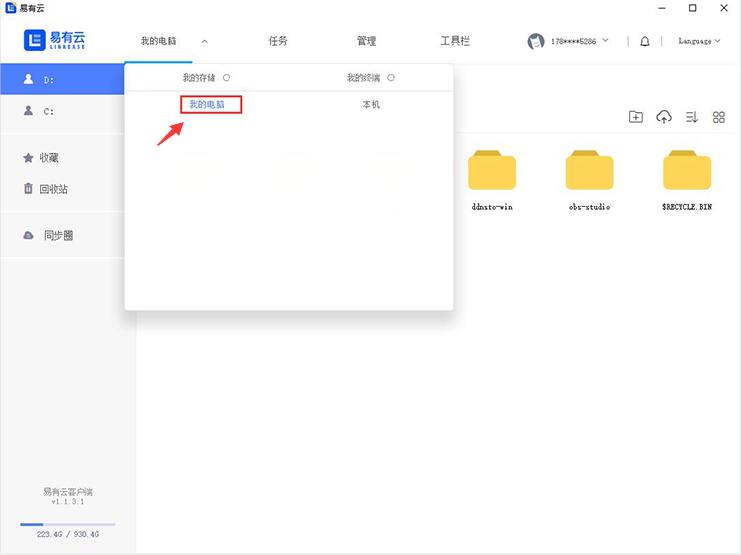 易有云
易有云
LINKEASE
我的电脑
任务
管理
工具栏
178****5286
Language
D:
C:
收藏
回收站
同步圈
我的存储
我的终端
我的电脑
本机
ddnsto-win
obs-studio
$RECYCLE.BIN
易有云客户端
v1.1.3.1
223.4G / 930.4G